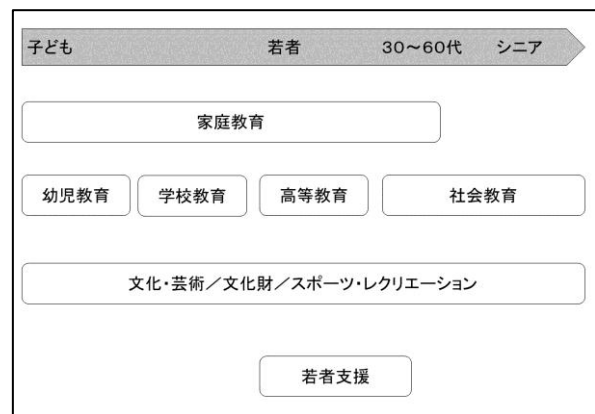 子ども 若者 30～60代 シニア
家庭教育
幼児教育 学校教育 高等教育 社会教育
文化・芸術／文化財／スポーツ・レクリエーション
若者支援